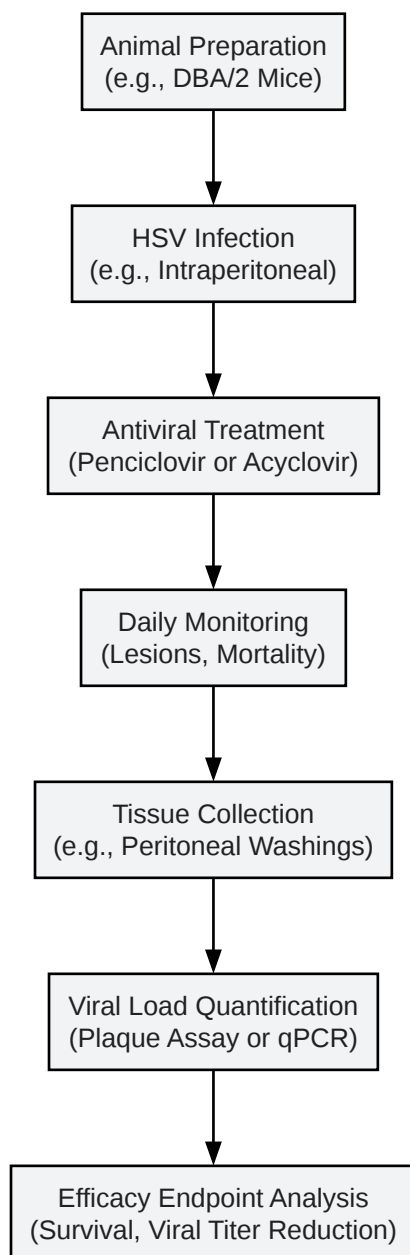 Animal Preparation
(e.g., DBA/2 Mice)
HSV Infection
(e.g., Intraperitoneal)
Antiviral Treatment
(Penciclovir or Acyclovir)
Daily Monitoring
(Lesions, Mortality)
Tissue Collection
(e.g., Peritoneal Washings)
Viral Load Quantification
(Plaque Assay or qPCR)
Efficacy Endpoint Analysis
(Survival, Viral Titer Reduction)